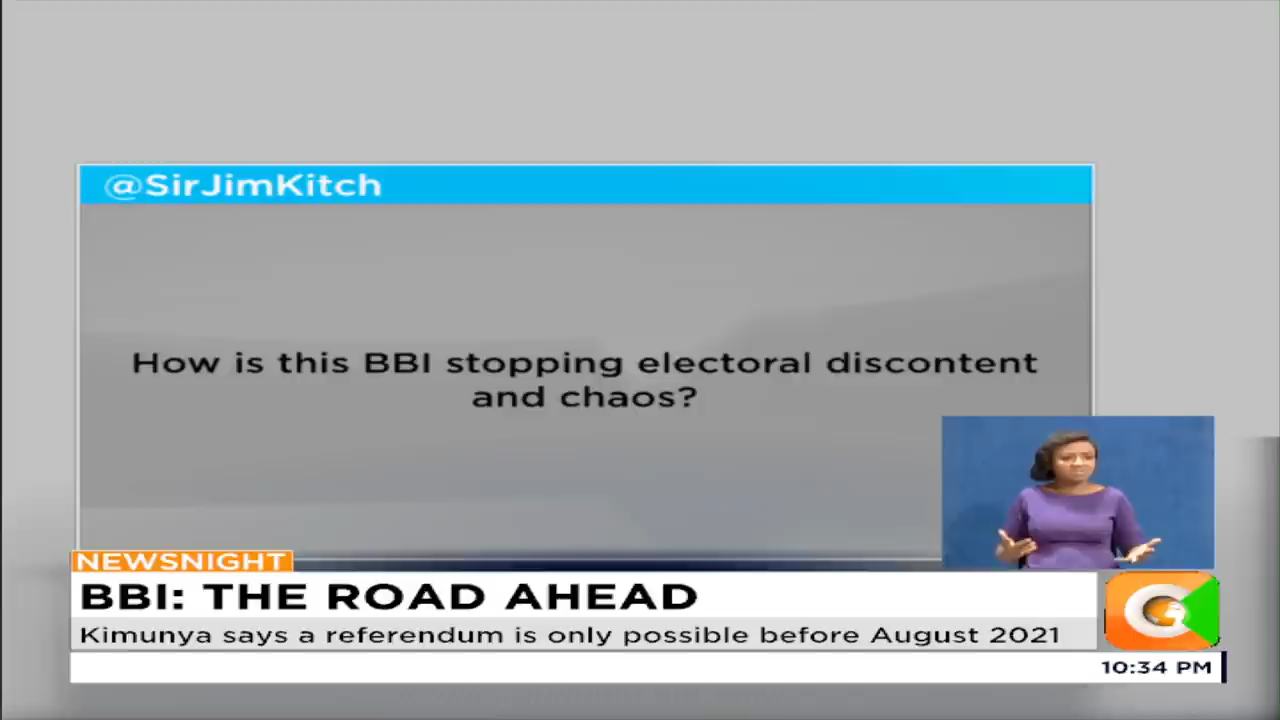 @SirJimKitch
How is this BBI stopping electoral discontent
and chaos?
NEWSNIGHT
BBI: THE ROAD AHEAD
Kimunya says a referendum is only possible before August 2021
10:34 PM